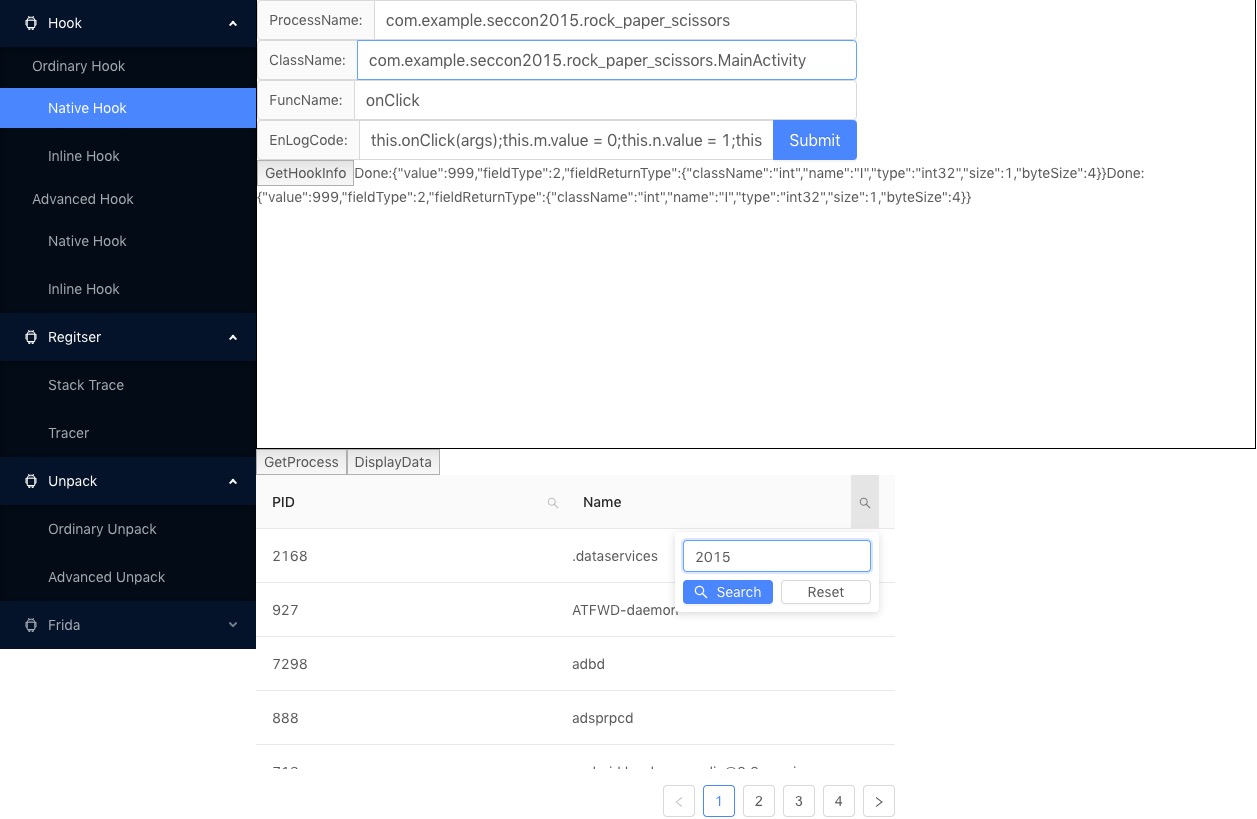 Hook
Ordinary Hook
Native Hook
Inline Hook
Advanced Hook
Native Hook
Inline Hook
Regitser
Stack Trace
Tracer
Unpack
Ordinary Unpack
Advanced Unpack
Frida
ProcessName: com.example.seccon2015.rock_paper_scissors
ClassName: com.example.seccon2015.rock_paper_scissors.MainActivity
FuncName: onClick
EnLogCode: this.onClick(args);this.m.value = 0;this.n.value = 1;this Submit
GetHookInfo Done:{"value":999,"fieldType":2,"fieldReturnType":{"className":"int","name":"I","type":"int32","size":1,"byteSize":4}}Done:
{"value":999,"fieldType":2,"fieldReturnType":{"className":"int","name":"I","type":"int32","size":1,"byteSize":4}}
GetProcess DisplayData
PID Name
2168 .dataservices
2015
Search Reset
927 ATFWD-daemon
7298 adbd
888 adsprpcd
1 2 3 4